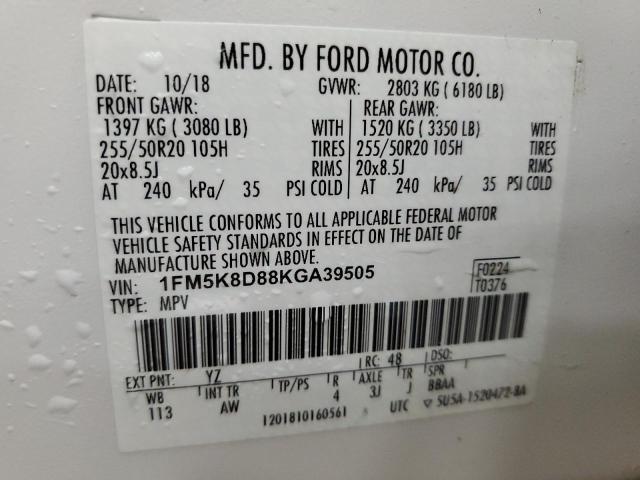 MFD. BY FORD MOTOR CO.
DATE: 10/18 GVWR: 2803 KG ( 6180 LB)
FRONT GAWR: REAR GAWR:
1397 KG ( 3080 LB) WITH 1520 KG ( 3350 LB) WITH
255/50R20 105H TIRES 255/50R20 105H TIRES
20x8.5J RIMS 20x8.5J RIMS
AT 240 kPa/ 35 PSI COLD AT 240 kPa/ 35 PSI COLD
THIS VEHICLE CONFORMS TO ALL APPLICABLE FEDERAL MOTOR
VEHICLE SAFETY STANDARDS IN EFFECT ON THE DATE OF
MANUFACTURE SHOWN ABOVE.
VIN: 1FM5K8D88KGA39505 F0224
TYPE: MPV T0376
EXT PNT: YZ RC: 48 DSO:
WB INT TR TP/PS R AXLE TR SPR
113 AW 4 3J J BBAA
1201810160561 UTC ▽ 5U5A-1520472-BA